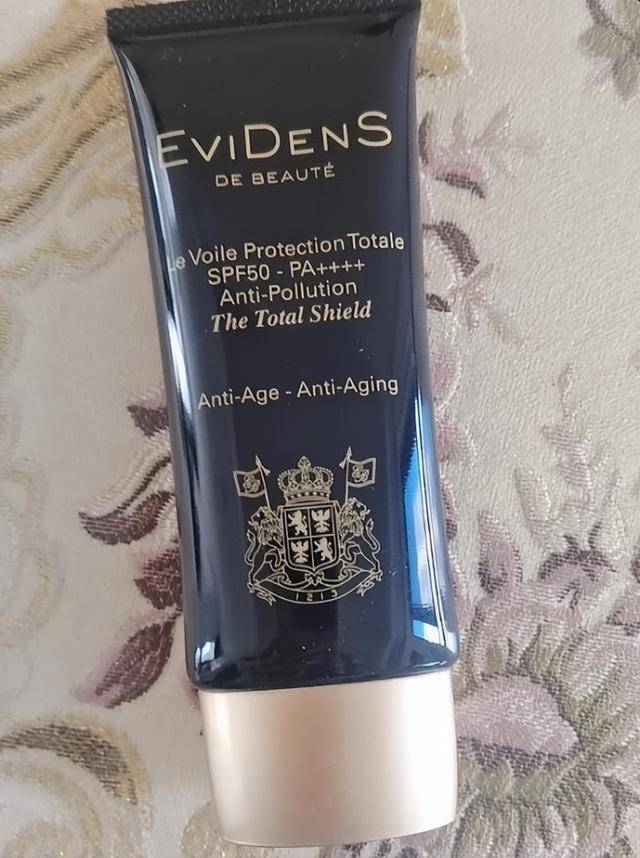 EVIDENS
DE BEAUTÉ
Le Voile Protection Totale
SPF50 - PA++++
Anti-Pollution
The Total Shield
Anti-Age - Anti-Aging
1213